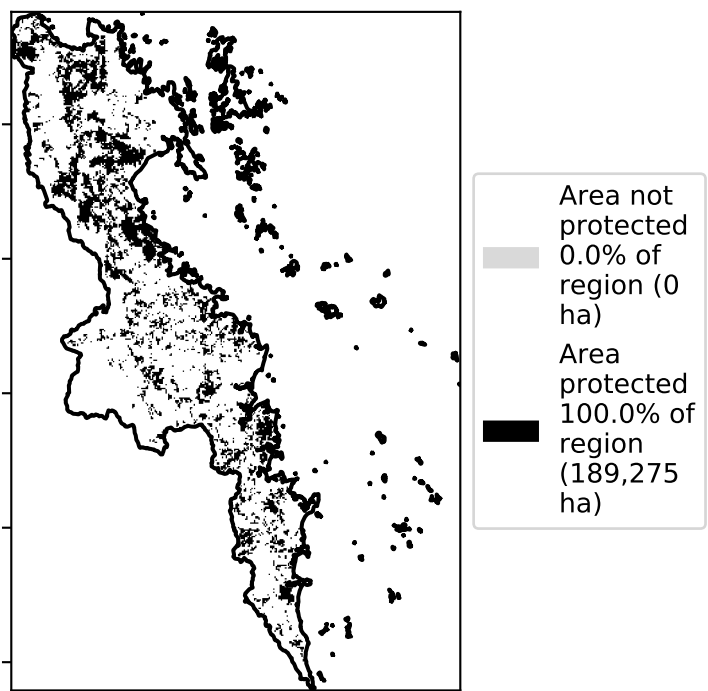 Area not
protected
0.0% of
region (0
ha)
Area
protected
100.0% of
region
(189,275
ha)